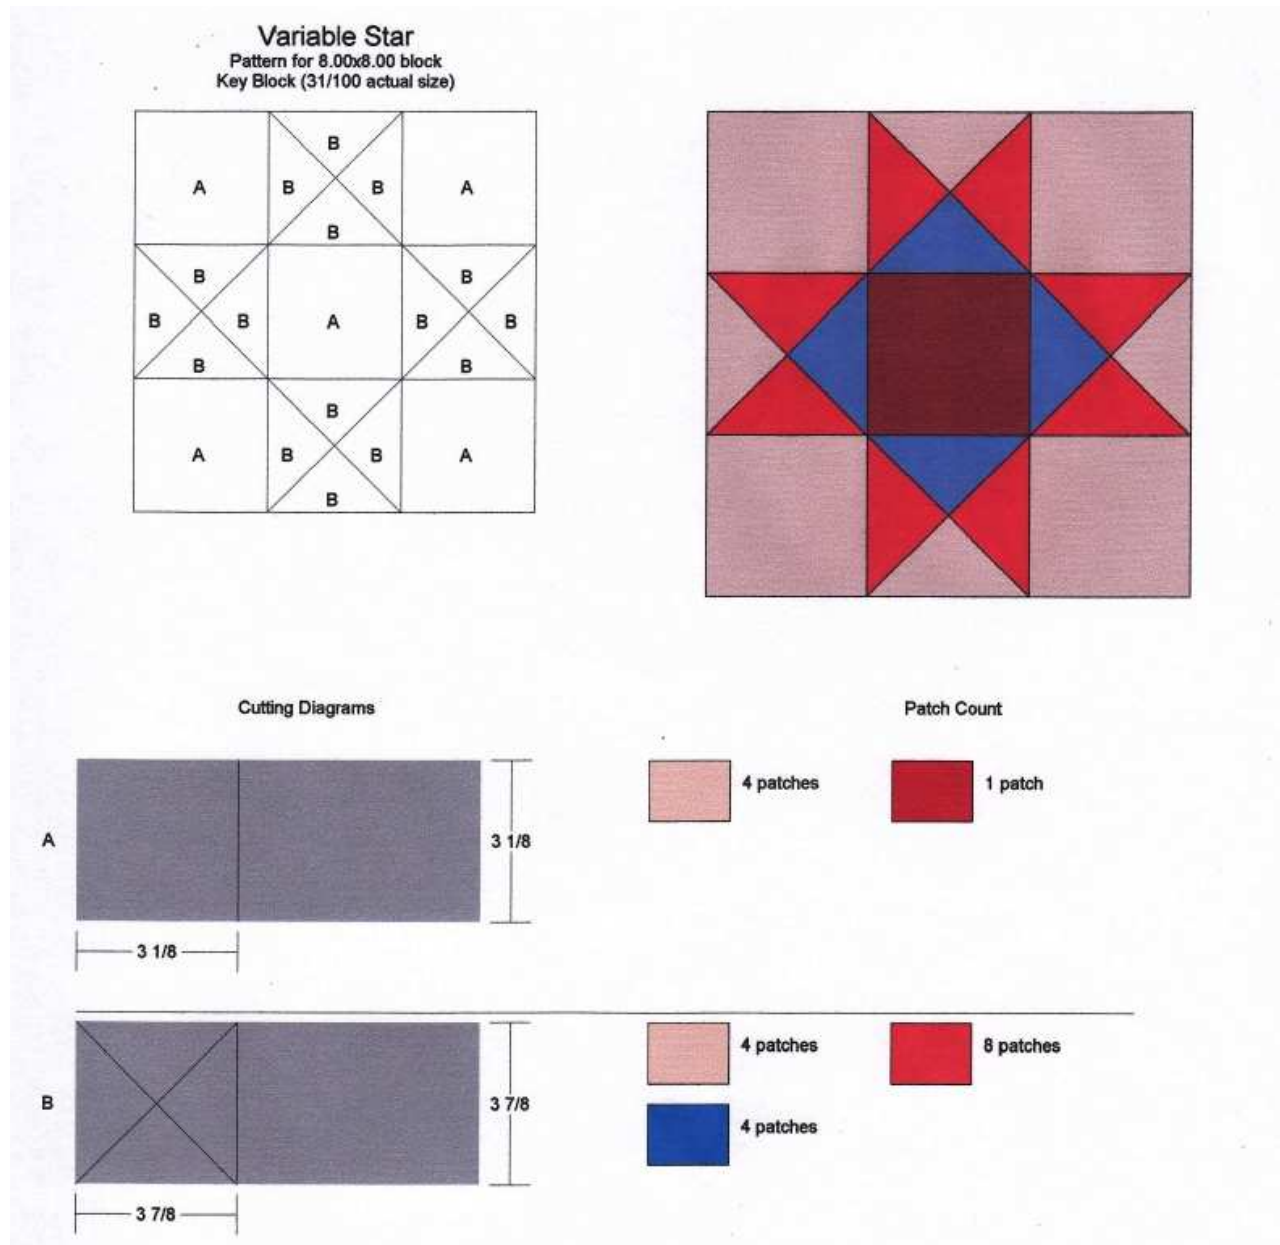 Variable Star
Pattern for 8.00x8.00 block
Key Block (31/100 actual size)
B
A B B A
B
B B
B B A B B
B B
B
A B B A
B
Cutting Diagrams
Patch Count
4 patches 1 patch
A 3 1/8
3 1/8
4 patches 8 patches
B 3 7/8
4 patches
3 7/8